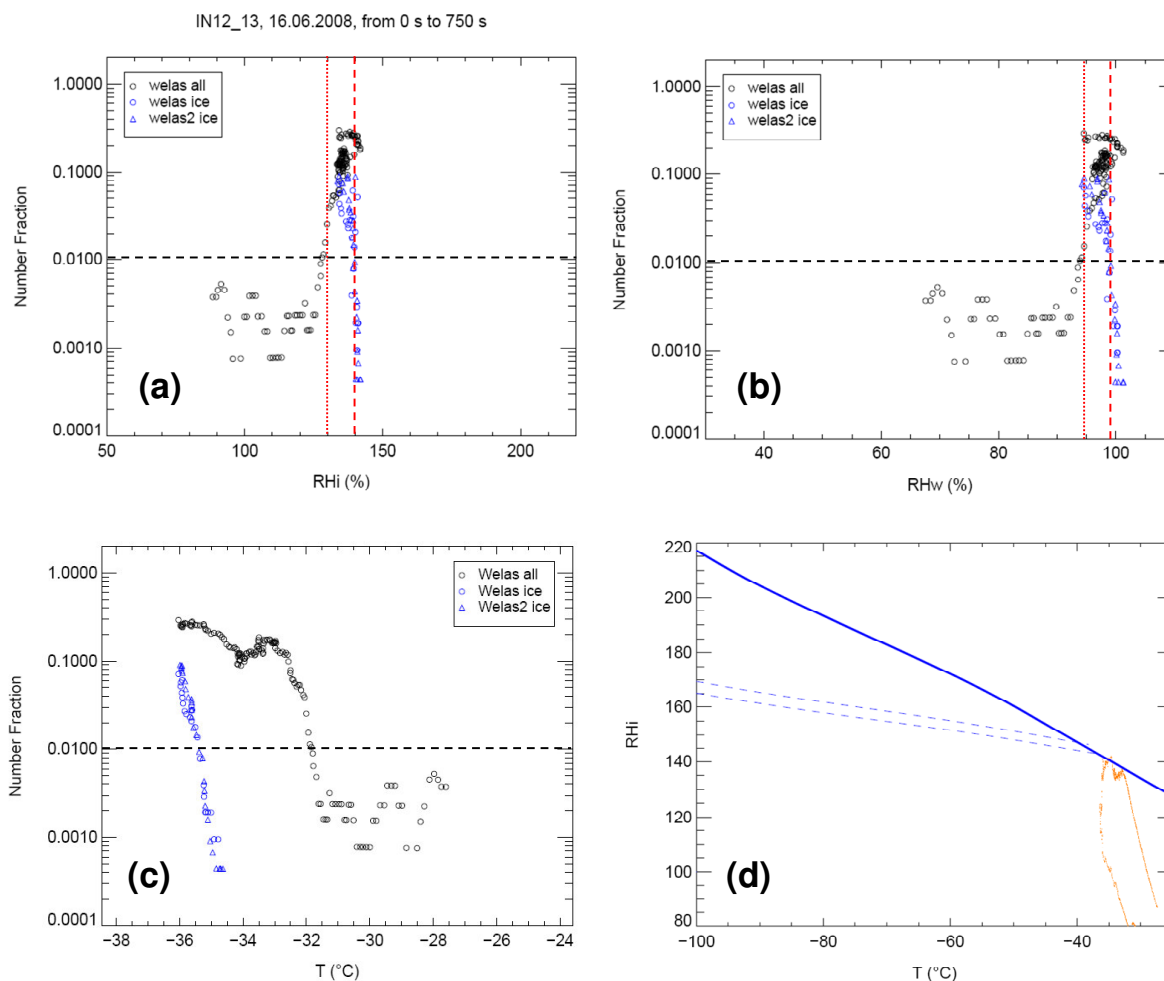 IN12_13, 16.06.2008, from 0 s to 750 s
1.0000
0.1000
0.0100
0.0010
0.0001
Number Fraction
welas all
welas ice
welas2 ice
(a)
50 100 150 200
RHi (%)
1.0000
0.1000
0.0100
0.0010
0.0001
Number Fraction
welas all
welas ice
welas2 ice
(b)
40 60 80 100
RHw (%)
1.0000
0.1000
0.0100
0.0010
0.0001
Number Fraction
Welas all
Welas ice
Welas2 ice
(c)
−38 −36 −34 −32 −30 −28 −26 −24
T (°C)
220
200
180
160
140
120
100
80
RHi
(d)
−100 −80 −60 −40
T (°C)